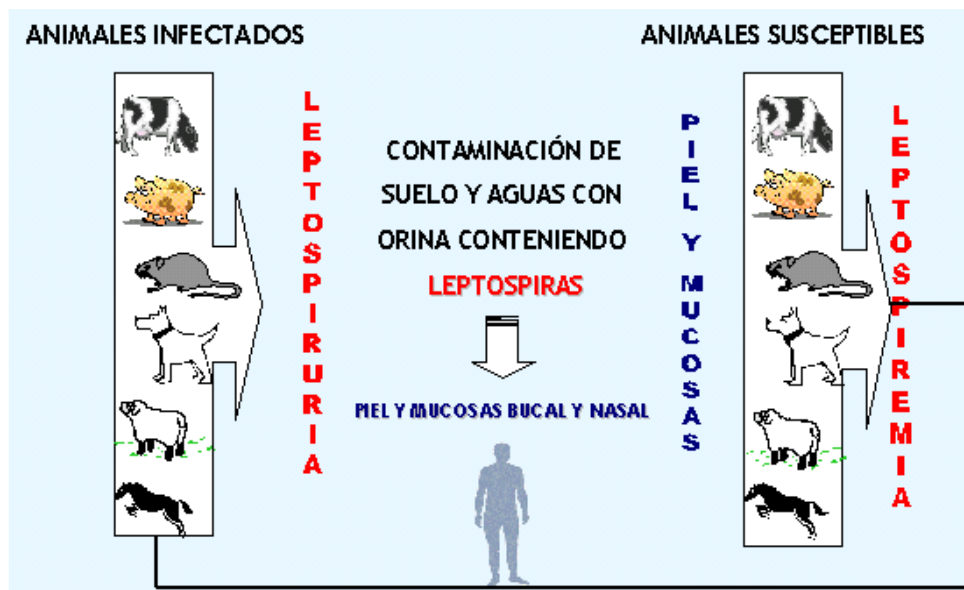 ANIMALES INFECTADOS
ANIMALES SUSCEPTIBLES
LEPTOSPIRURIA
CONTAMINACIÓN DE
SUELO Y AGUAS CON
ORINA CONTENIENDO
LEPTOSPIRAS
PIEL Y MUCOSAS BUCAL Y NASAL
PIEL Y MUCOSAS
LEPTOSPIREMIA